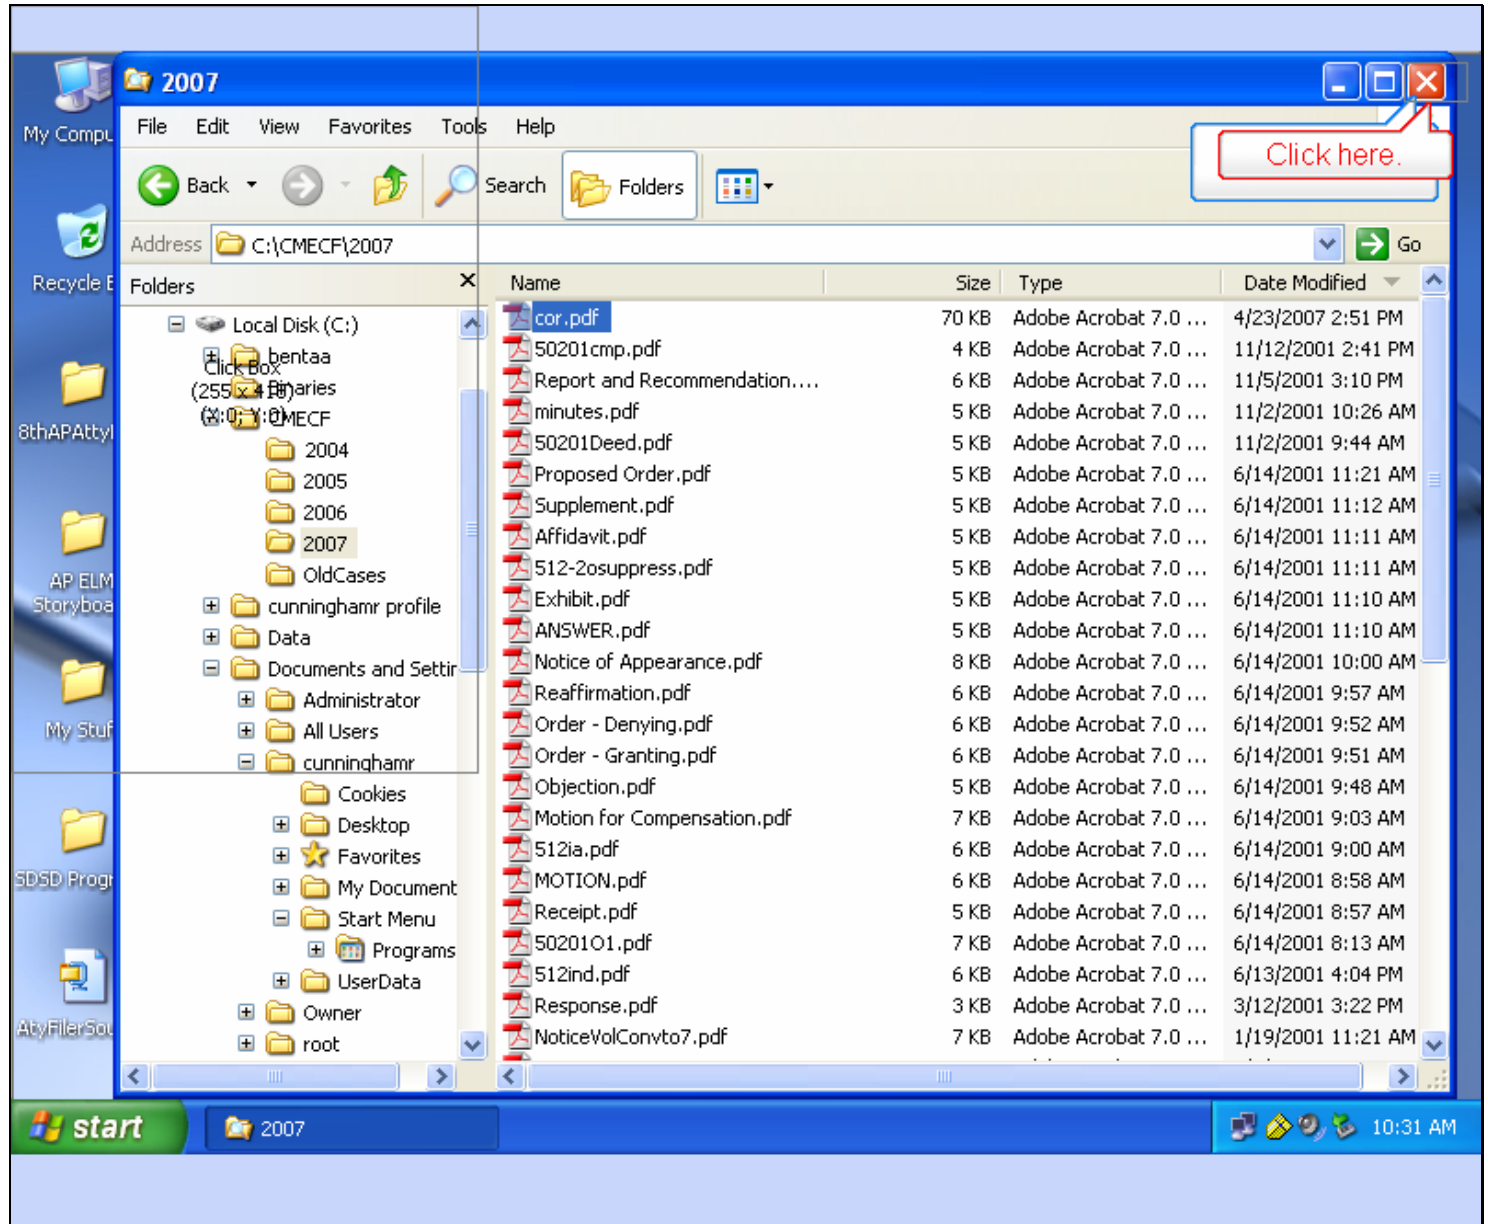 2007
My Compu
File Edit View Favorites Tools Help
Click here.
Back Search Folders
Address C:\CMECF\2007 Go
Recycle B
Folders
Name Size Type Date Modified
Local Disk (C:)
bentaa
Click Box
Binaries
(255 x 416)
(X:0; Y:0)
CMECF
2004
2005
2006
2007
OldCases
cunninghamr profile
Data
Documents and Settin
Administrator
All Users
cunninghamr
Cookies
Desktop
Favorites
My Document
Start Menu
Programs
UserData
Owner
root
cor.pdf 70 KB Adobe Acrobat 7.0 ... 4/23/2007 2:51 PM
50201cmp.pdf 4 KB Adobe Acrobat 7.0 ... 11/12/2001 2:41 PM
Report and Recommendation.... 6 KB Adobe Acrobat 7.0 ... 11/5/2001 3:10 PM
minutes.pdf 5 KB Adobe Acrobat 7.0 ... 11/2/2001 10:26 AM
50201Deed.pdf 5 KB Adobe Acrobat 7.0 ... 11/2/2001 9:44 AM
Proposed Order.pdf 5 KB Adobe Acrobat 7.0 ... 6/14/2001 11:21 AM
Supplement.pdf 5 KB Adobe Acrobat 7.0 ... 6/14/2001 11:12 AM
Affidavit.pdf 5 KB Adobe Acrobat 7.0 ... 6/14/2001 11:11 AM
512-2osuppress.pdf 5 KB Adobe Acrobat 7.0 ... 6/14/2001 11:11 AM
Exhibit.pdf 5 KB Adobe Acrobat 7.0 ... 6/14/2001 11:10 AM
ANSWER.pdf 5 KB Adobe Acrobat 7.0 ... 6/14/2001 11:10 AM
Notice of Appearance.pdf 8 KB Adobe Acrobat 7.0 ... 6/14/2001 10:00 AM
Reaffirmation.pdf 6 KB Adobe Acrobat 7.0 ... 6/14/2001 9:57 AM
Order - Denying.pdf 6 KB Adobe Acrobat 7.0 ... 6/14/2001 9:52 AM
Order - Granting.pdf 6 KB Adobe Acrobat 7.0 ... 6/14/2001 9:51 AM
Objection.pdf 5 KB Adobe Acrobat 7.0 ... 6/14/2001 9:48 AM
Motion for Compensation.pdf 7 KB Adobe Acrobat 7.0 ... 6/14/2001 9:03 AM
512ia.pdf 6 KB Adobe Acrobat 7.0 ... 6/14/2001 9:00 AM
MOTION.pdf 6 KB Adobe Acrobat 7.0 ... 6/14/2001 8:58 AM
Receipt.pdf 5 KB Adobe Acrobat 7.0 ... 6/14/2001 8:57 AM
50201O1.pdf 7 KB Adobe Acrobat 7.0 ... 6/14/2001 8:13 AM
512ind.pdf 6 KB Adobe Acrobat 7.0 ... 6/13/2001 4:04 PM
Response.pdf 3 KB Adobe Acrobat 7.0 ... 3/12/2001 3:22 PM
NoticeVolConvto7.pdf 7 KB Adobe Acrobat 7.0 ... 1/19/2001 11:21 AM
8thAPAttyI
AP ELM
Storyboa
My Stuf
SDSD Progr
AtyFilerSou
start 2007 10:31 AM